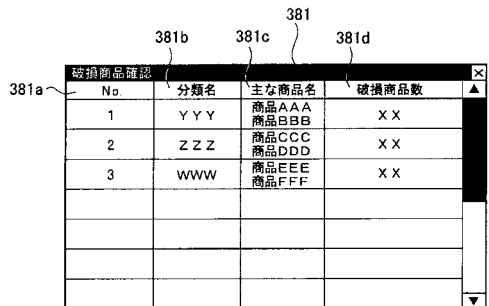 381
381b
381c
381d
381a
破損商品確認
×
No.
分類名
主な商品名
破損商品数
▲
1
YYY
商品AAA
商品BBB
XX
2
ZZZ
商品CCC
商品DDD
XX
3
WWW
商品EEE
商品FFF
XX
▼